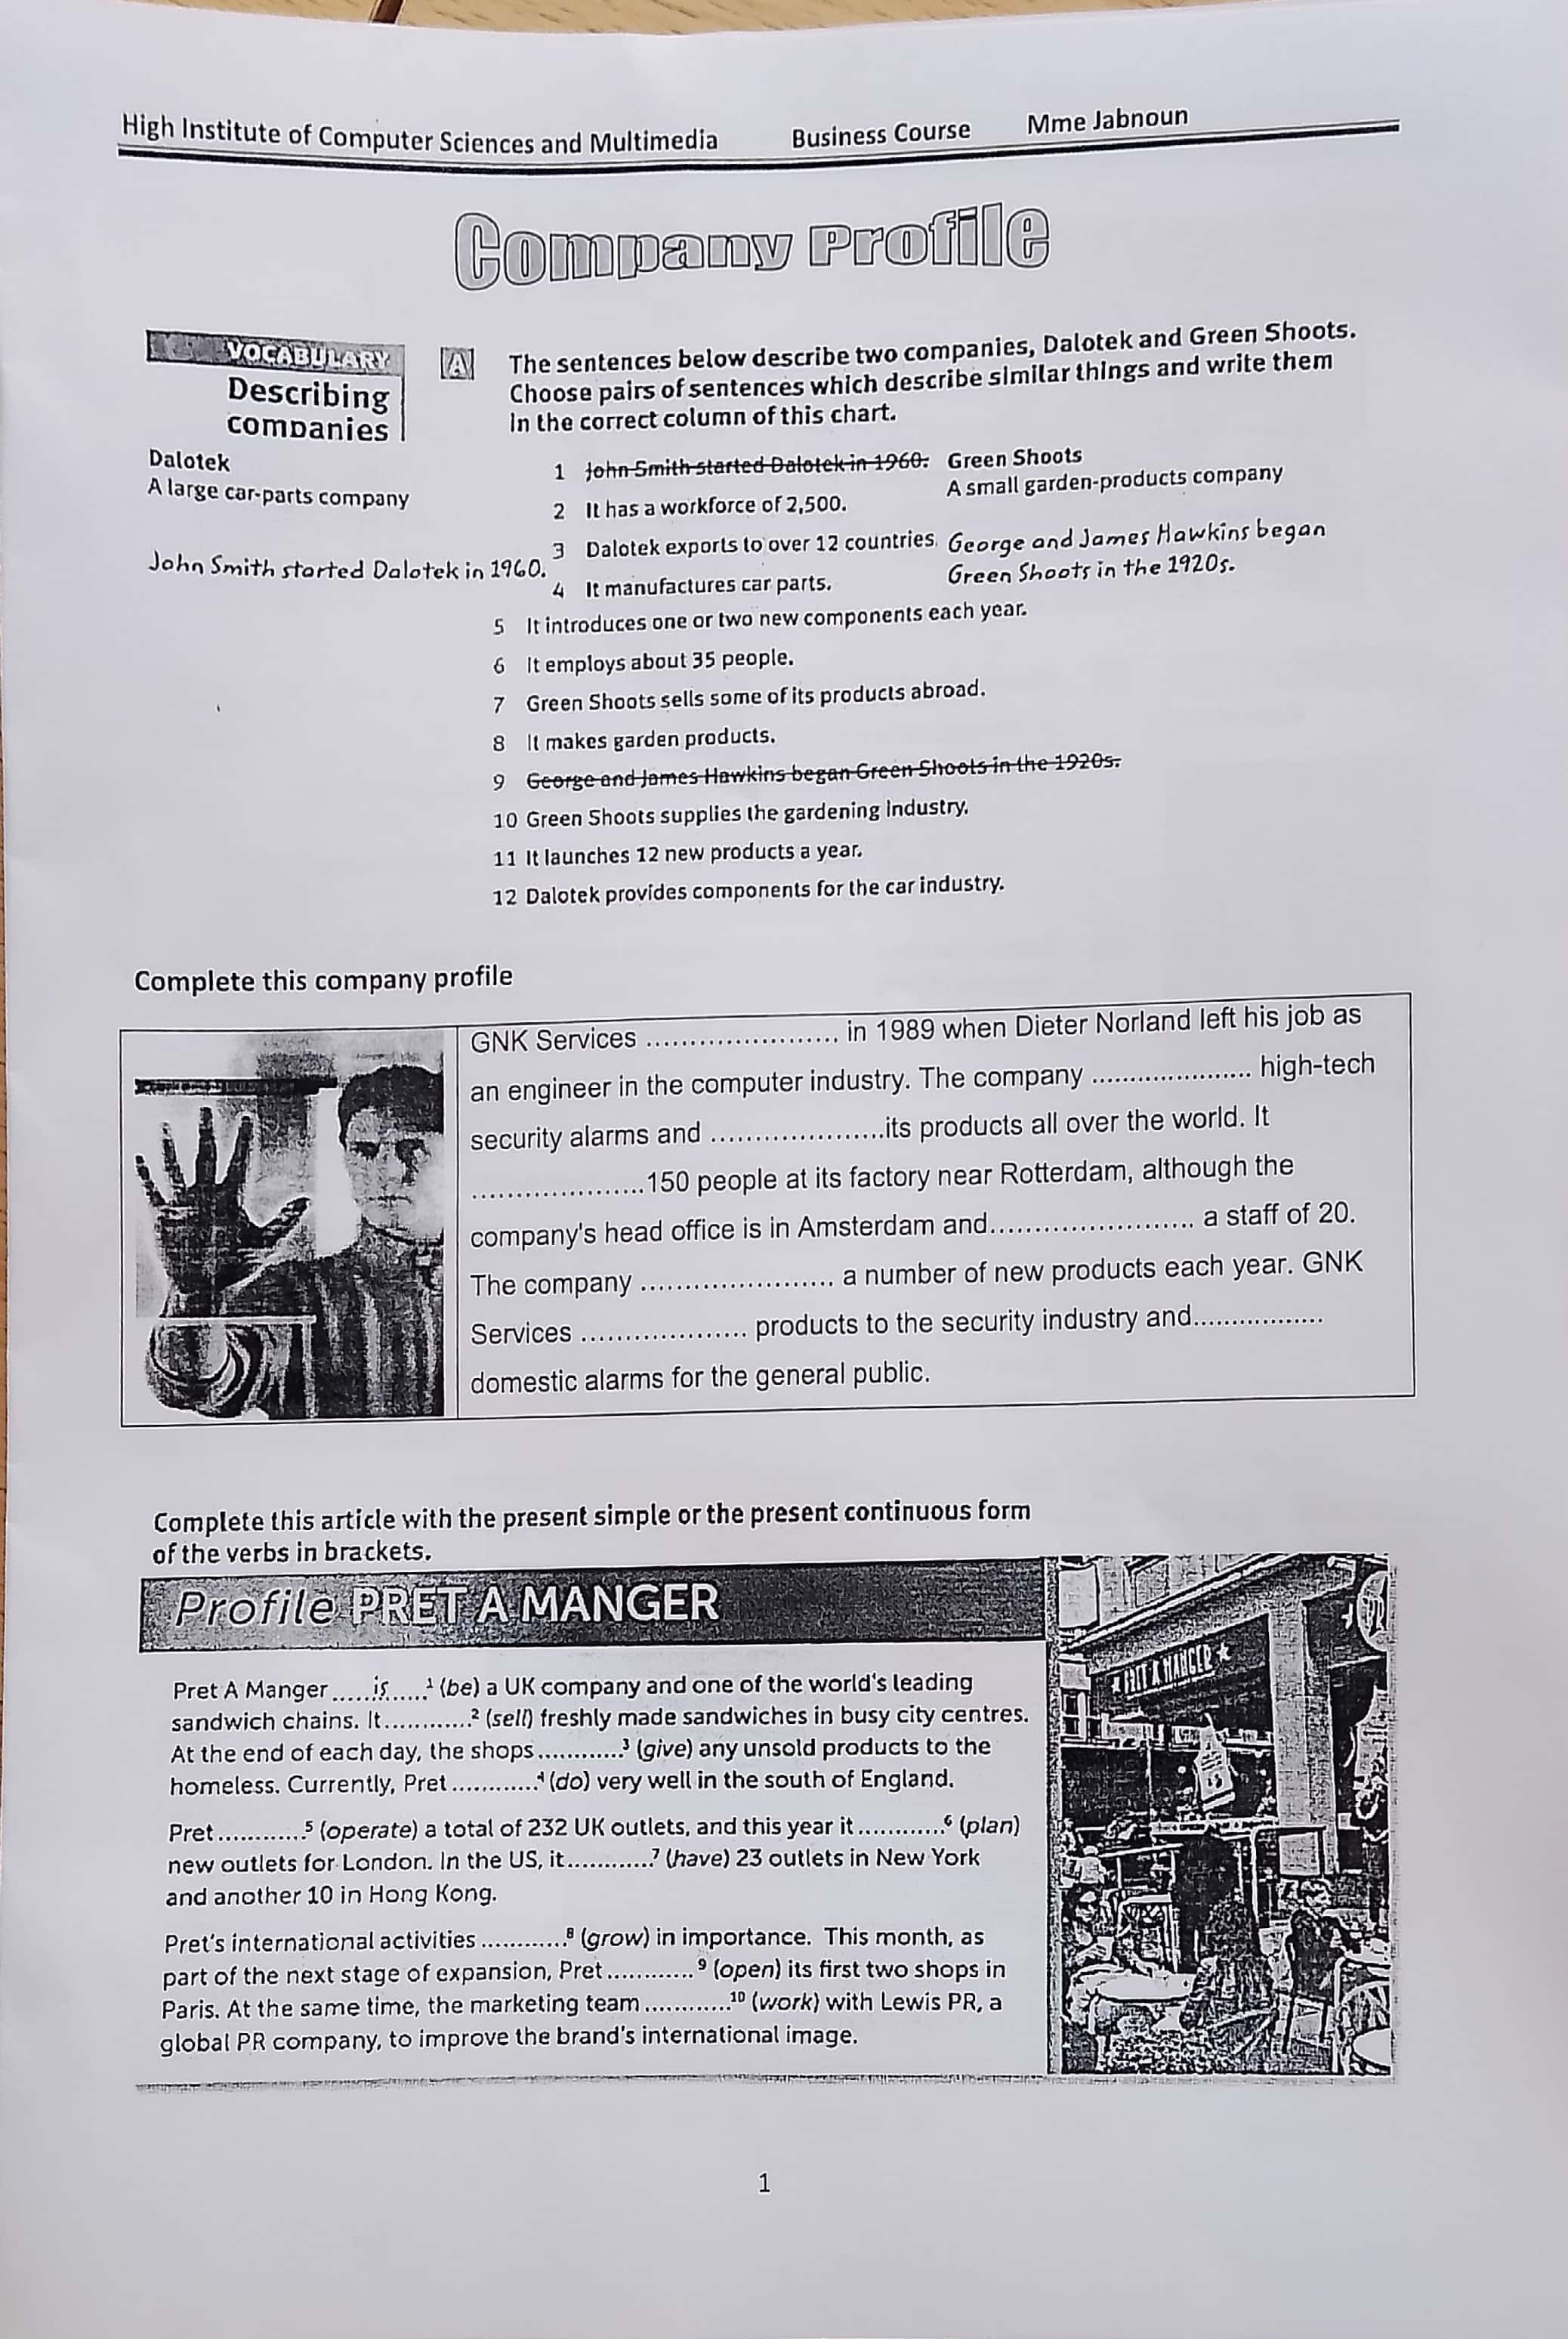 High Institute of Computer Sciences and Multimedia Business Course Mme Jabnoun
Company Profile
VOCABULARY
Describing
companies
A The sentences below describe two companies, Dalotek and Green Shoots.
Choose pairs of sentences which describe similar things and write them
in the correct column of this chart.
Dalotek
A large car-parts company
John Smith started Dalotek in 1960.
Green Shoots
A small garden-products company
George and James Hawkins began
Green Shoots in the 1920s.
1 John Smith started Dalotek in 1960.
2 It has a workforce of 2,500.
3 Dalotek exports to over 12 countries.
4 It manufactures car parts.
5 It introduces one or two new components each year.
6 It employs about 35 people.
7 Green Shoots sells some of its products abroad.
8 It makes garden products.
9 George and James Hawkins began Green Shoots in the 1920s.
10 Green Shoots supplies the gardening industry.
11 It launches 12 new products a year.
12 Dalotek provides components for the car industry.
Complete this company profile
GNK Services ...................... in 1989 when Dieter Norland left his job as
an engineer in the computer industry. The company ..................... high-tech
security alarms and ....................its products all over the world. It
....................150 people at its factory near Rotterdam, although the
company's head office is in Amsterdam and....................... a staff of 20.
The company ...................... a number of new products each year. GNK
Services ................... products to the security industry and.................
domestic alarms for the general public.
Complete this article with the present simple or the present continuous form
of the verbs in brackets.
Profile PRET A MANGER
Pret A Manger .....is.....¹ (be) a UK company and one of the world's leading
sandwich chains. It............² (sell) freshly made sandwiches in busy city centres.
At the end of each day, the shops............³ (give) any unsold products to the
homeless. Currently, Pret............⁴ (do) very well in the south of England.
Pret............⁵ (operate) a total of 232 UK outlets, and this year it............⁶ (plan)
new outlets for London. In the US, it............⁷ (have) 23 outlets in New York
and another 10 in Hong Kong.
Pret's international activities............⁸ (grow) in importance. This month, as
part of the next stage of expansion, Pret............⁹ (open) its first two shops in
Paris. At the same time, the marketing team............¹⁰ (work) with Lewis PR, a
global PR company, to improve the brand's international image.
PRET A MANGER
1